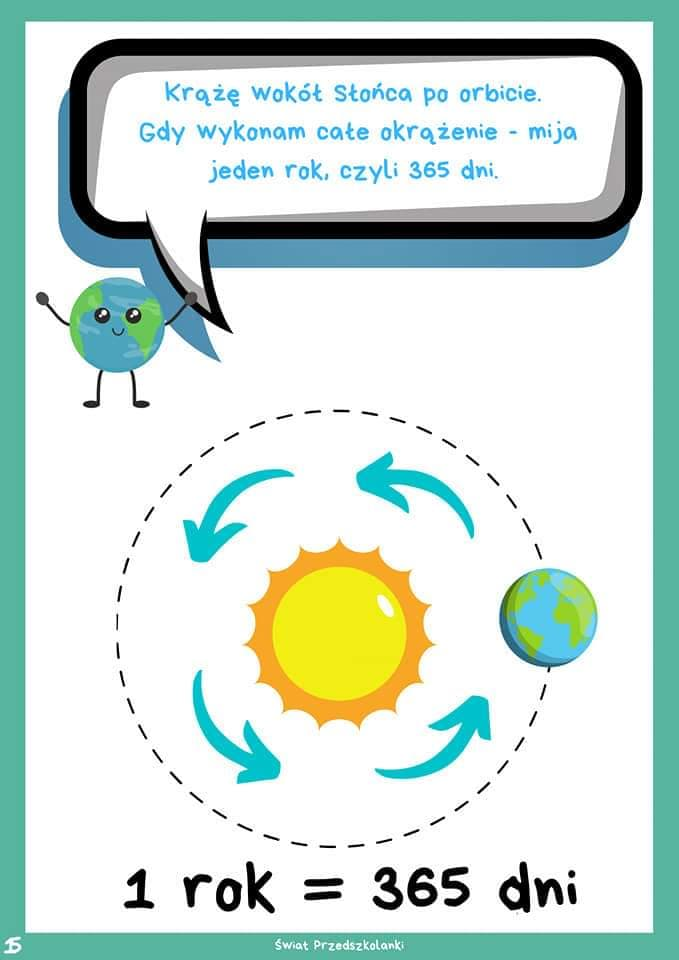 Krążę wokół Słońca po orbicie.
Gdy wykonam całe okrążenie - mija
jeden rok, czyli 365 dni.
1 rok = 365 dni
15
Świat Przedszkolanki